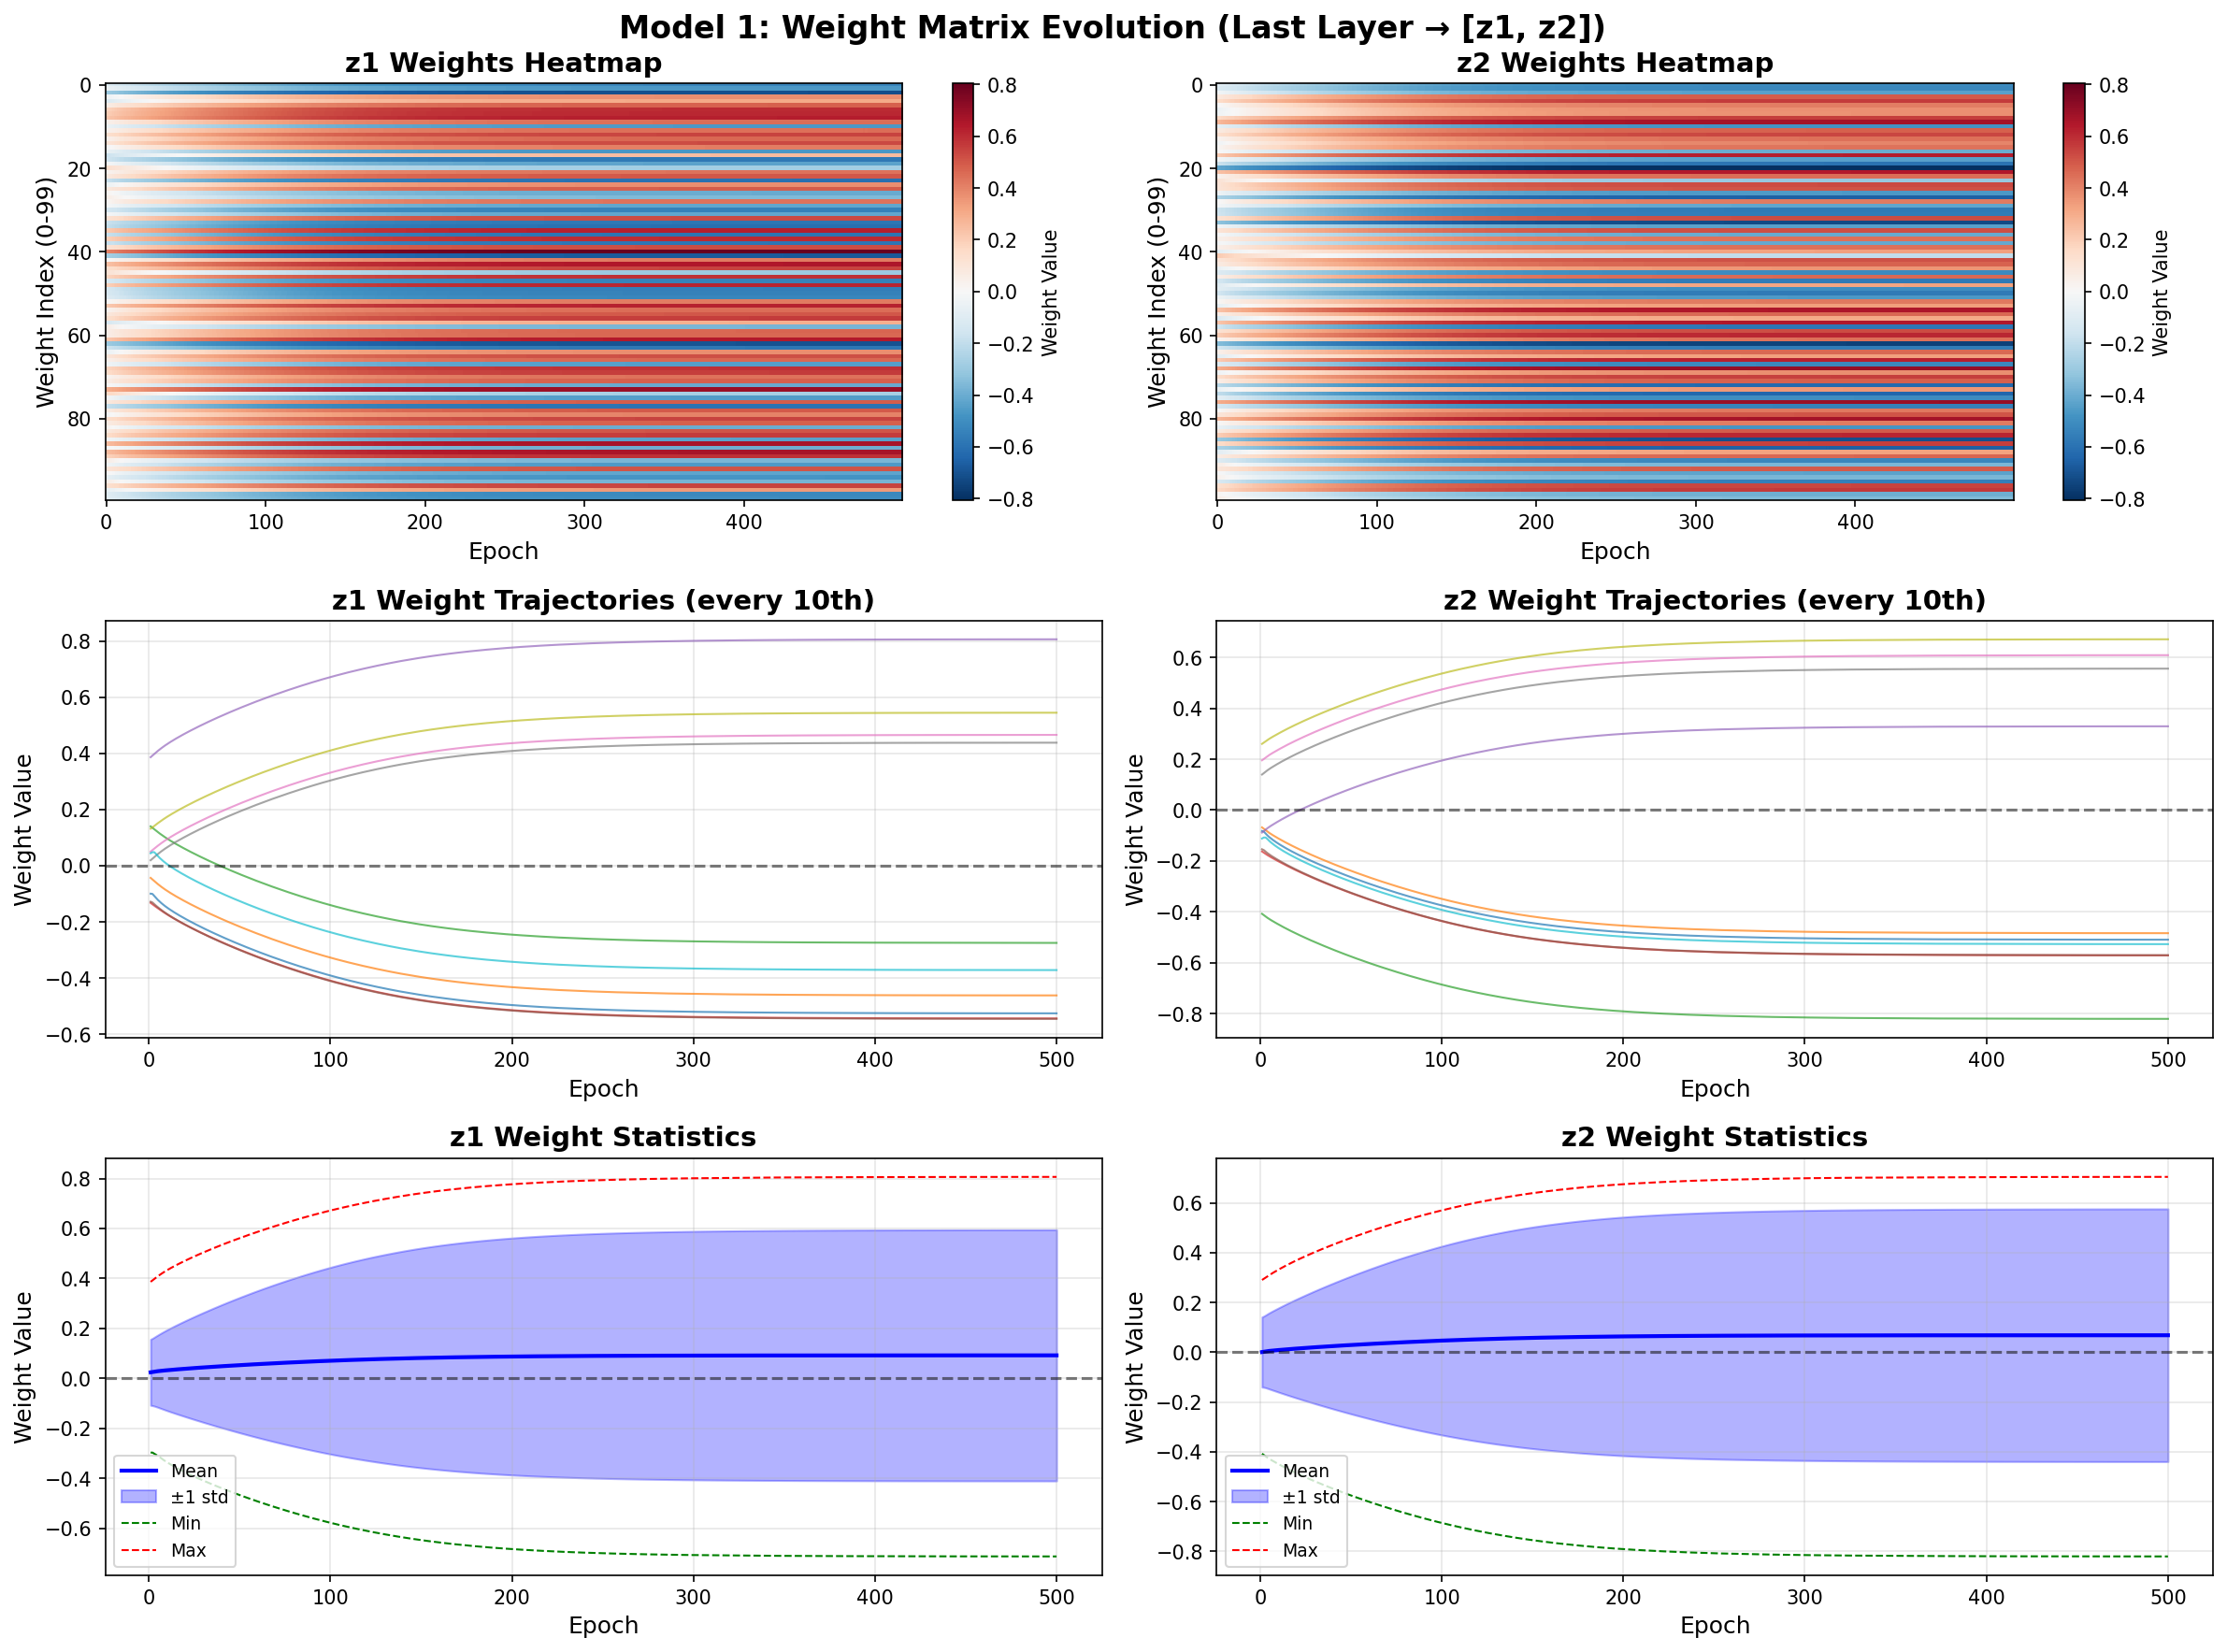 Model 1: Weight Matrix Evolution (Last Layer → [z1, z2])
z1 Weights Heatmap
0
20
40
60
80
Weight Index (0-99)
0 100 200 300 400
Epoch
0.8
0.6
0.4
0.2
0.0
−0.2
−0.4
−0.6
−0.8
Weight Value
z2 Weights Heatmap
0
20
40
60
80
Weight Index (0-99)
0 100 200 300 400
Epoch
0.8
0.6
0.4
0.2
0.0
−0.2
−0.4
−0.6
−0.8
Weight Value
z1 Weight Trajectories (every 10th)
0.8
0.6
0.4
0.2
0.0
−0.2
−0.4
−0.6
Weight Value
0 100 200 300 400 500
Epoch
z2 Weight Trajectories (every 10th)
0.6
0.4
0.2
0.0
−0.2
−0.4
−0.6
−0.8
Weight Value
0 100 200 300 400 500
Epoch
z1 Weight Statistics
0.8
0.6
0.4
0.2
0.0
−0.2
−0.4
−0.6
Weight Value
Mean
±1 std
Min
Max
0 100 200 300 400 500
Epoch
z2 Weight Statistics
0.6
0.4
0.2
0.0
−0.2
−0.4
−0.6
−0.8
Weight Value
Mean
±1 std
Min
Max
0 100 200 300 400 500
Epoch